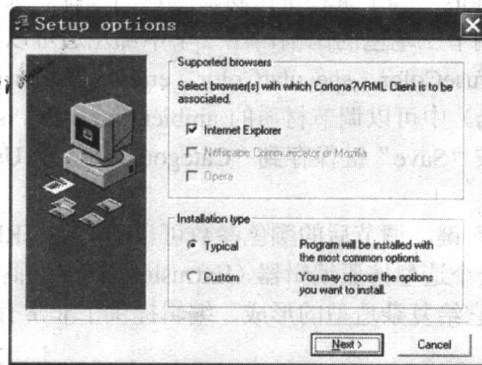 Setup options
Supported browsers
Select browser(s) with which Cortona?VRML Client is to be
associated.
Internet Explorer
Netscape Communicator or Mozilla
Opera
Installation type
Typical
Program will be installed with
the most common options.
Custom
You may choose the options
you want to install.
Next >
Cancel
"Save"